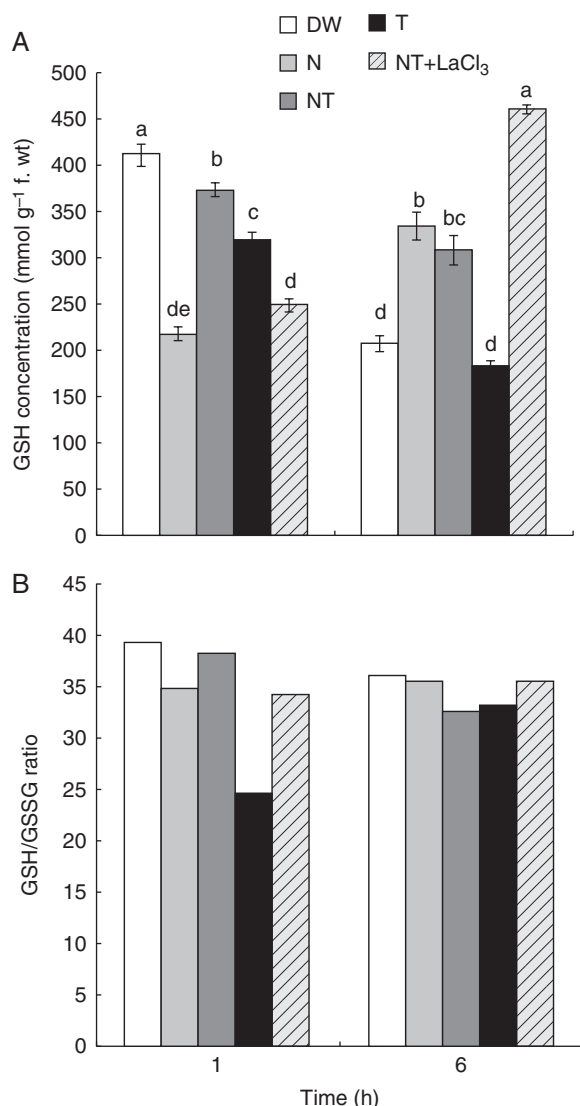 A
DW
T
N
NT+LaCl₃
NT
GSH concentration (mmol g⁻¹ f. wt)
500
450
400
350
300
250
200
150
100
50
0
a
de
b
c
d
d
b
bc
d
a
B
GSH/GSSG ratio
45
40
35
30
25
20
15
10
5
0
1
6
Time (h)